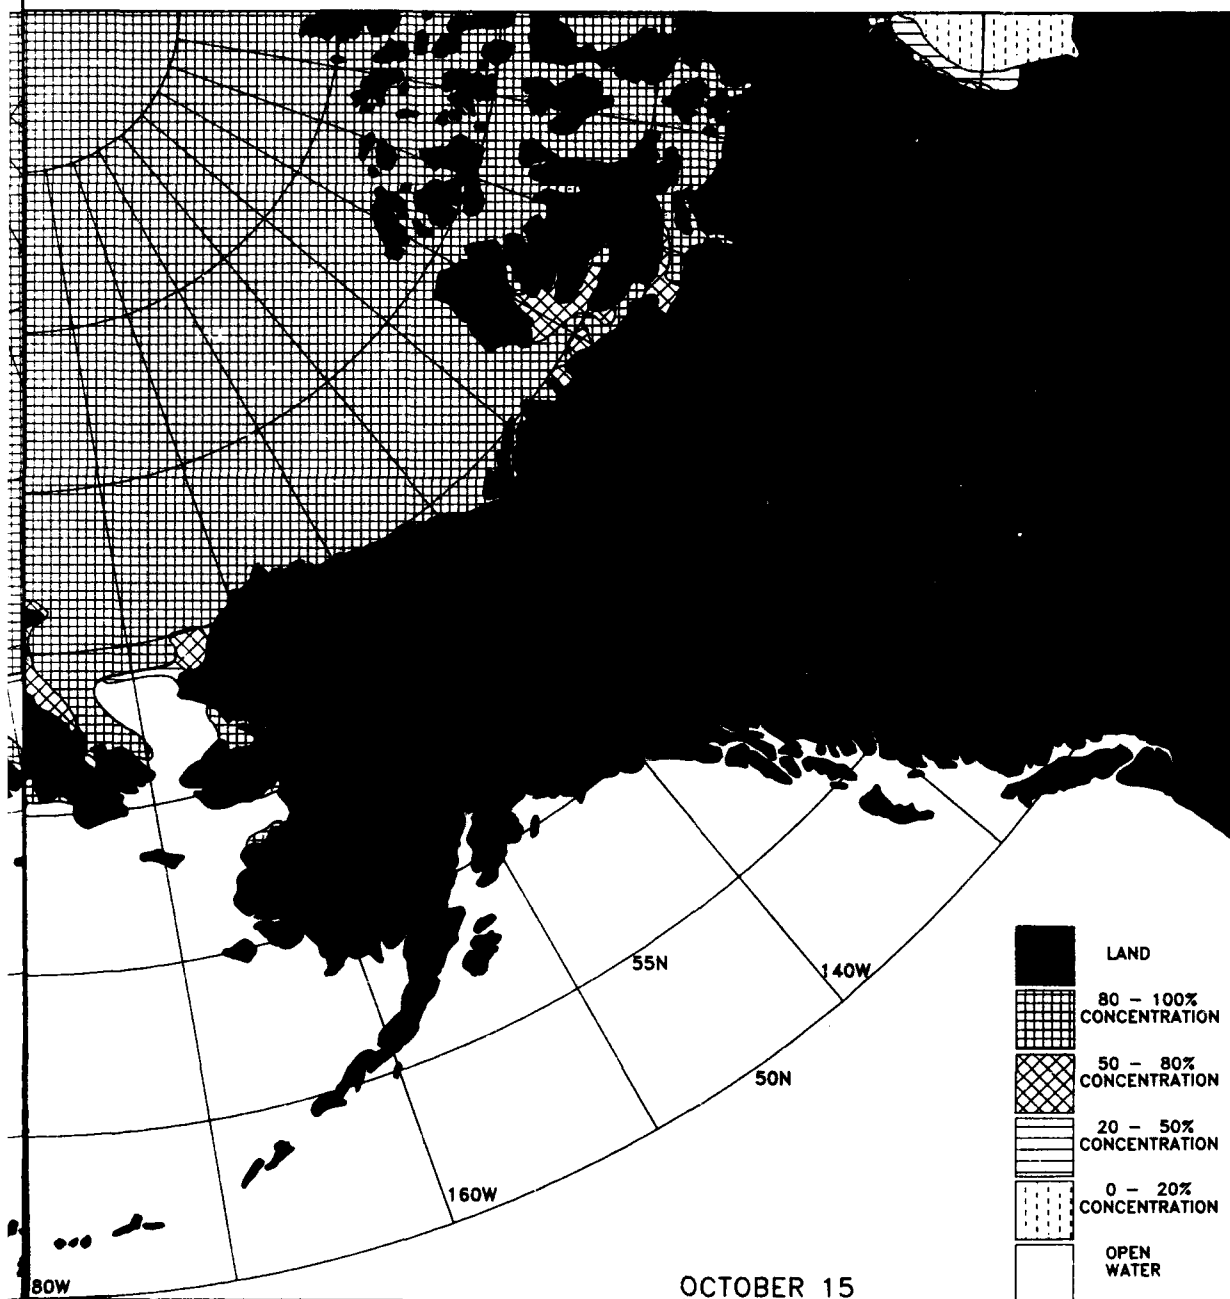 LAND
55N
140W
80 – 100%
CONCENTRATION
50 – 80%
CONCENTRATION
50N
20 – 50%
CONCENTRATION
160W
0 – 20%
CONCENTRATION
OPEN
WATER
80W
OCTOBER 15